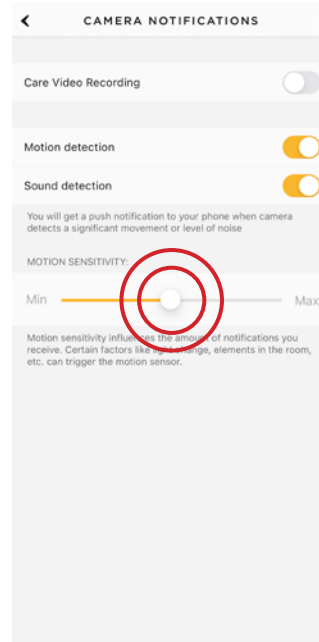 CAMERA NOTIFICATIONS
Care Video Recording
Motion detection
Sound detection
You will get a push notification to your phone when camera
detects a significant movement or level of noise
MOTION SENSITIVITY:
Min Max
Motion sensitivity influences the amount of notifications you
receive. Certain factors like light change, elements in the room,
etc. can trigger the motion sensor.